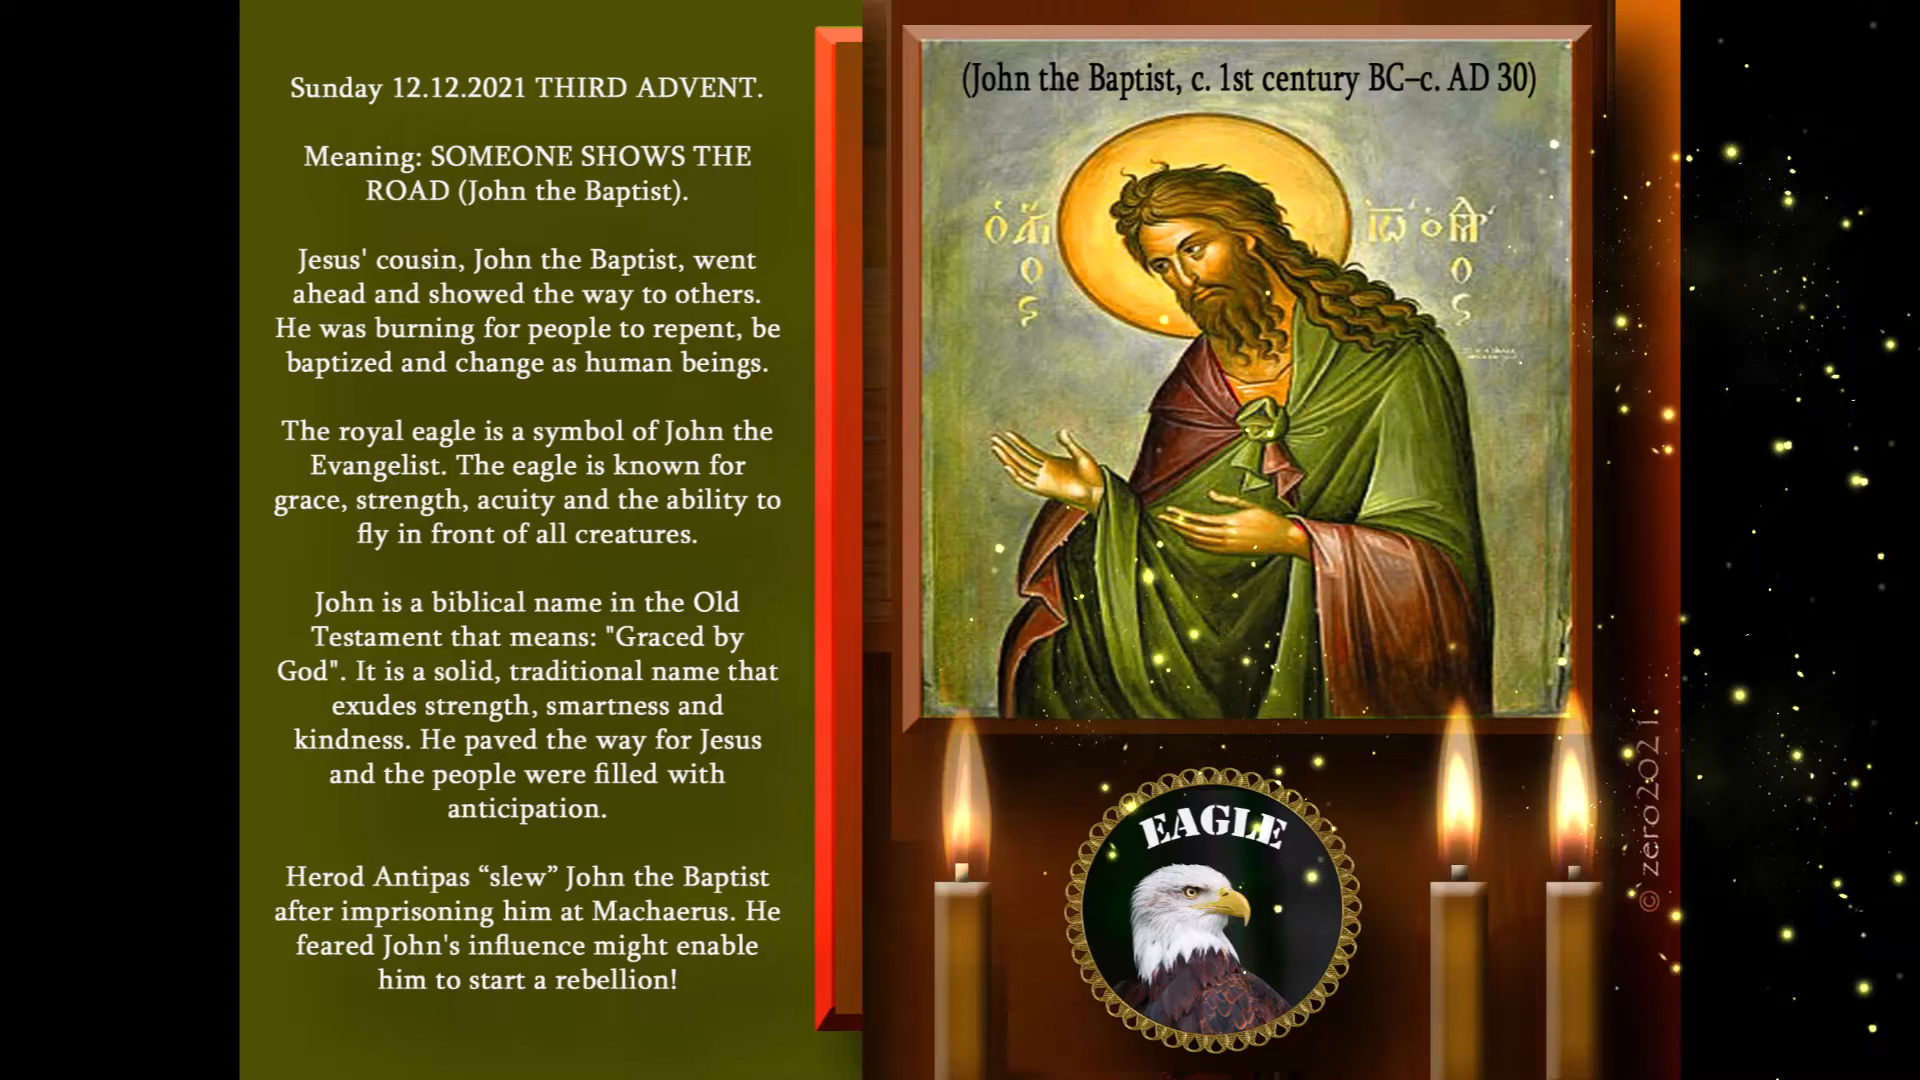 Sunday 12.12.2021 THIRD ADVENT.
Meaning: SOMEONE SHOWS THE
ROAD (John the Baptist).
Jesus' cousin, John the Baptist, went
ahead and showed the way to others.
He was burning for people to repent, be
baptized and change as human beings.
The royal eagle is a symbol of John the
Evangelist. The eagle is known for
grace, strength, acuity and the ability to
fly in front of all creatures.
John is a biblical name in the Old
Testament that means: "Graced by
God". It is a solid, traditional name that
exudes strength, smartness and
kindness. He paved the way for Jesus
and the people were filled with
anticipation.
Herod Antipas “slew” John the Baptist
after imprisoning him at Machaerus. He
feared John's influence might enable
him to start a rebellion!
(John the Baptist, c. 1st century BC–c. AD 30)
EAGLE
© zero2021